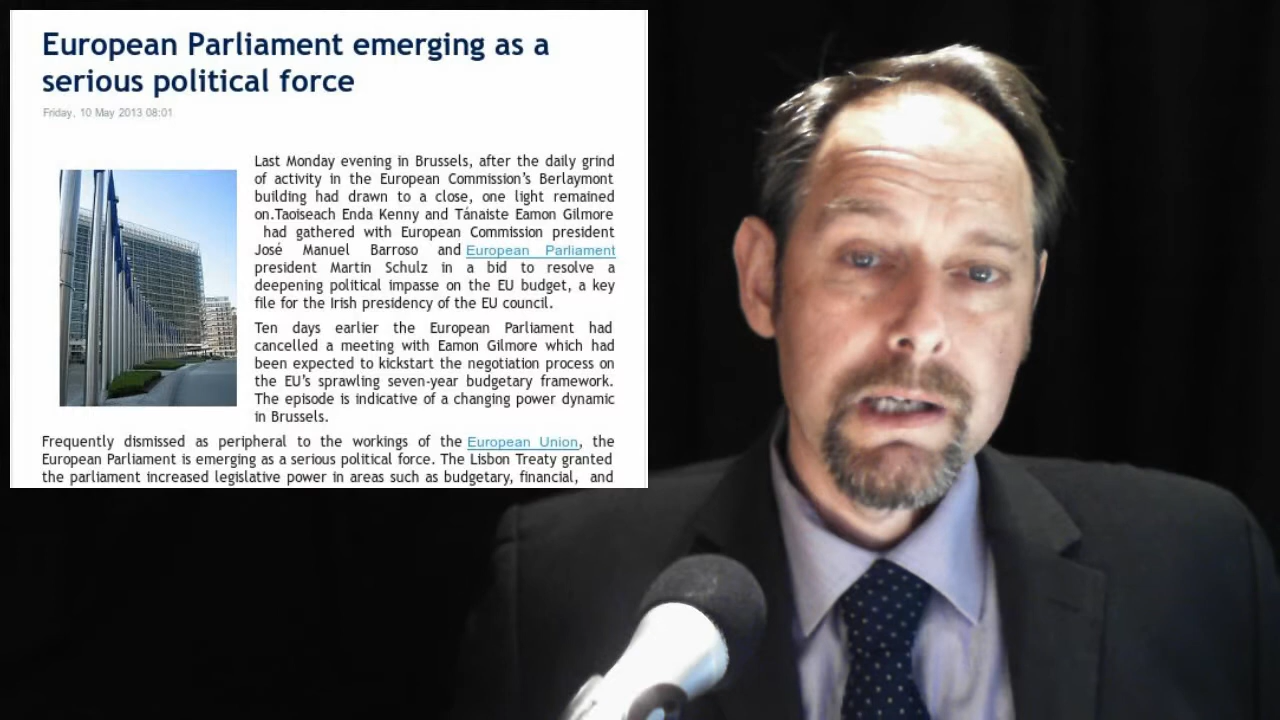 European Parliament emerging as a
serious political force
Friday, 10 May 2013 08:01
Last Monday evening in Brussels, after the daily grind
of activity in the European Commission's Berlaymont
building had drawn to a close, one light remained
on.Taoiseach Enda Kenny and Tánaiste Eamon Gilmore
had gathered with European Commission president
José Manuel Barroso and European Parliament
president Martin Schulz in a bid to resolve a
deepening political impasse on the EU budget, a key
file for the Irish presidency of the EU council.
Ten days earlier the European Parliament had
cancelled a meeting with Eamon Gilmore which had
been expected to kickstart the negotiation process on
the EU's sprawling seven-year budgetary framework.
The episode is indicative of a changing power dynamic
in Brussels.
Frequently dismissed as peripheral to the workings of the European Union, the
European Parliament is emerging as a serious political force. The Lisbon Treaty granted
the parliament increased legislative power in areas such as budgetary, financial, and